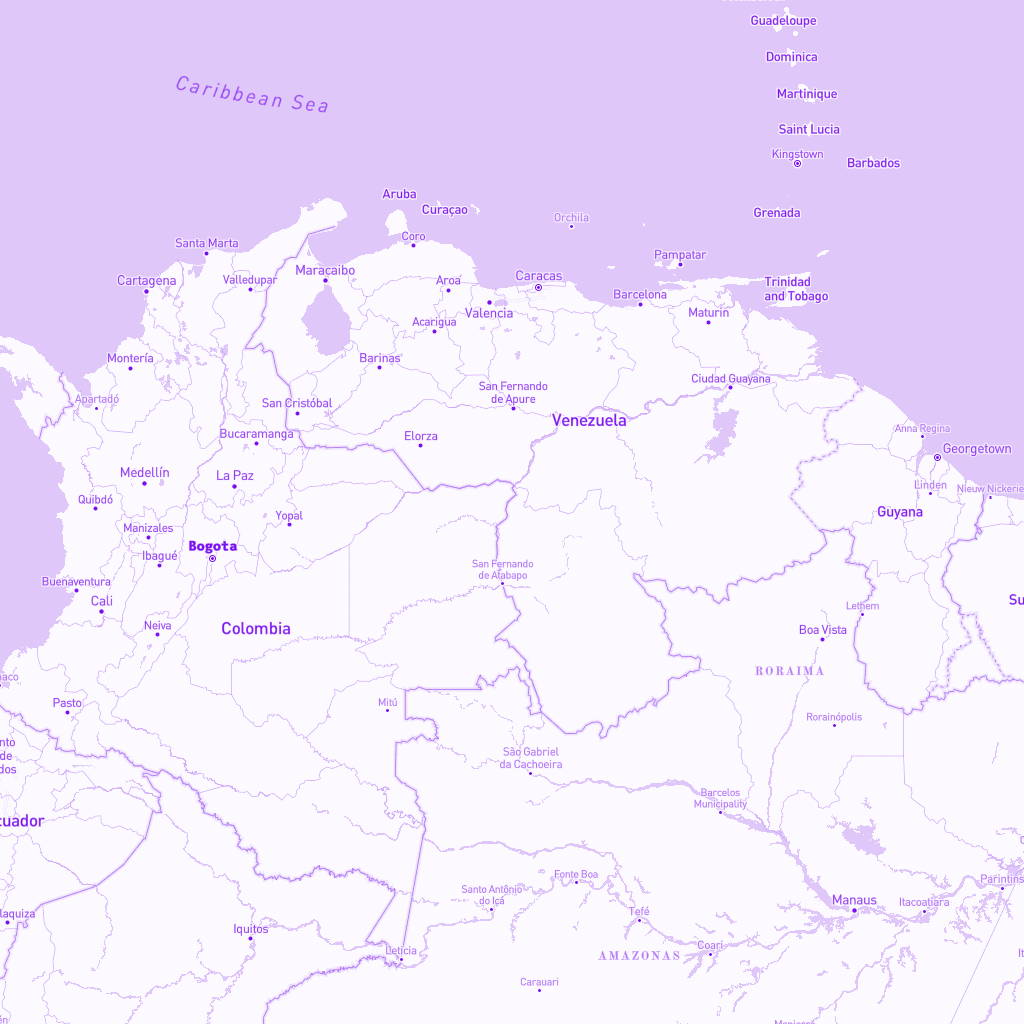 Guadeloupe
Dominica
Caribbean Sea
Martinique
Saint Lucia
Kingstown
Barbados
Aruba
Curaçao
Grenada
Orchila
Coro
Santa Marta
Pampatar
Maracaibo
Caracas
Cartagena
Valledupar
Aroa
Trinidad
and Tobago
Barcelona
Valencia
Maturin
Acarigua
Montería
Barinas
Ciudad Guayana
San Fernando
de Apure
Apartadó
San Cristóbal
Venezuela
Anna Regina
Bucaramanga
Elorza
Georgetown
Medellín
La Paz
Linden
Nieuw Nickerie
Quibdó
Guyana
Yopal
Manizales
Bogota
Ibagué
San Fernando
de Atabapo
Buenaventura
Cali
Su
Lethem
Neiva
Colombia
Boa Vista
RORAIMA
aco
Pasto
Mitú
Rorainópolis
nto
de
dos
São Gabriel
da Cachoeira
Barcelos
Municipality
cuador
Fonte Boa
Parintins
Santo Antônio
do Içá
Manaus
Itacoatiara
laquiza
Tefé
Iquitos
Coari
Leticia
AMAZONAS
Carauari